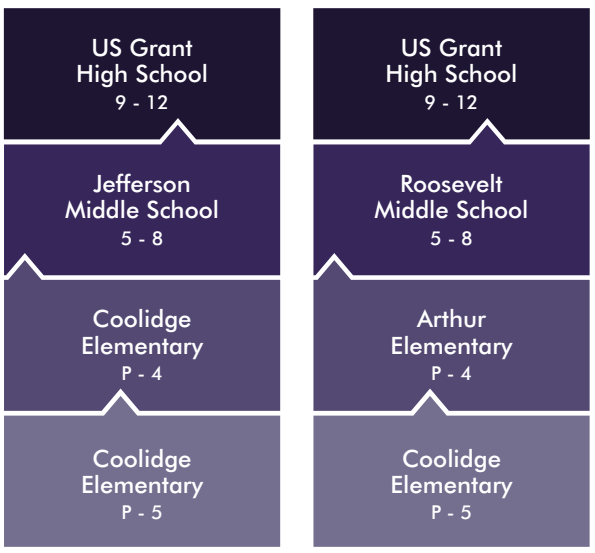 US Grant
High School
9 - 12
Jefferson
Middle School
5 - 8
Coolidge
Elementary
P - 4
Coolidge
Elementary
P - 5
US Grant
High School
9 - 12
Roosevelt
Middle School
5 - 8
Arthur
Elementary
P - 4
Coolidge
Elementary
P - 5